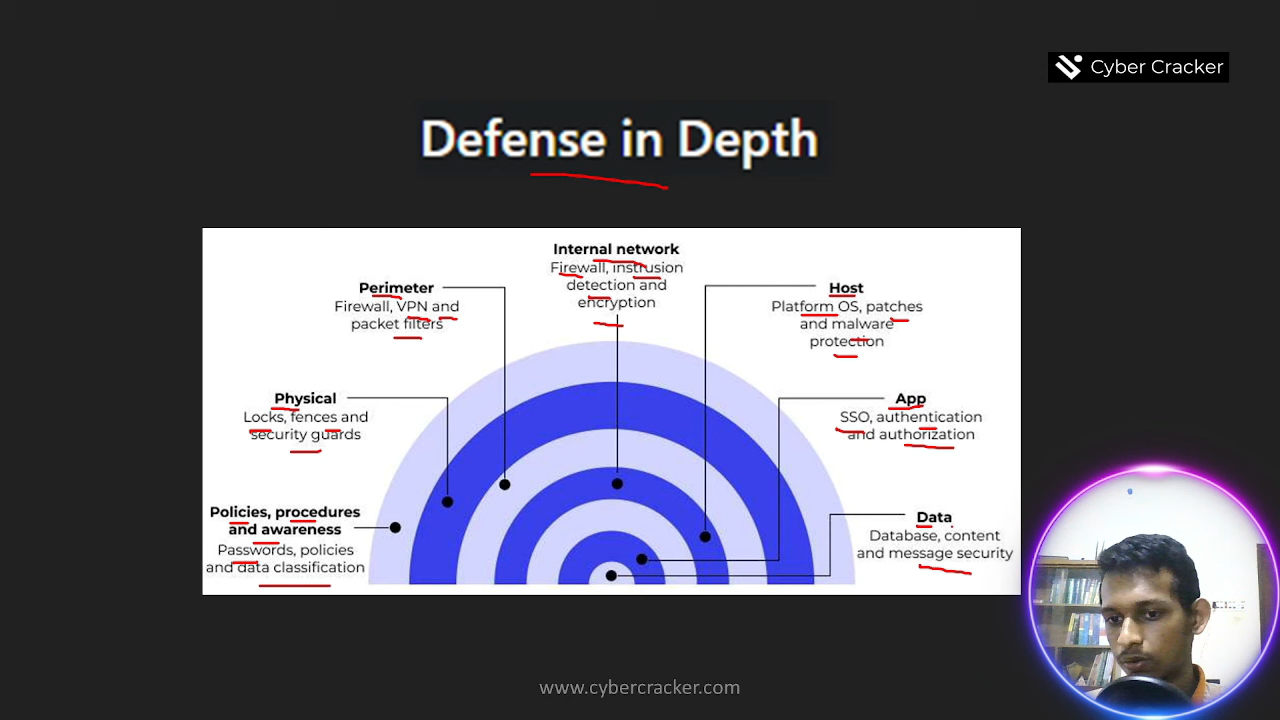 Cyber Cracker
Defense in Depth
Internal network
Firewall, instrusion
detection and
encryption
Perimeter
Firewall, VPN and
packet filters
Host
Platform OS, patches
and malware
protection
Physical
Locks, fences and
security guards
App
SSO, authentication
and authorization
Policies, procedures
and awareness
Passwords, policies
and data classification
Data
Database, content
and message security
www.cybercracker.com